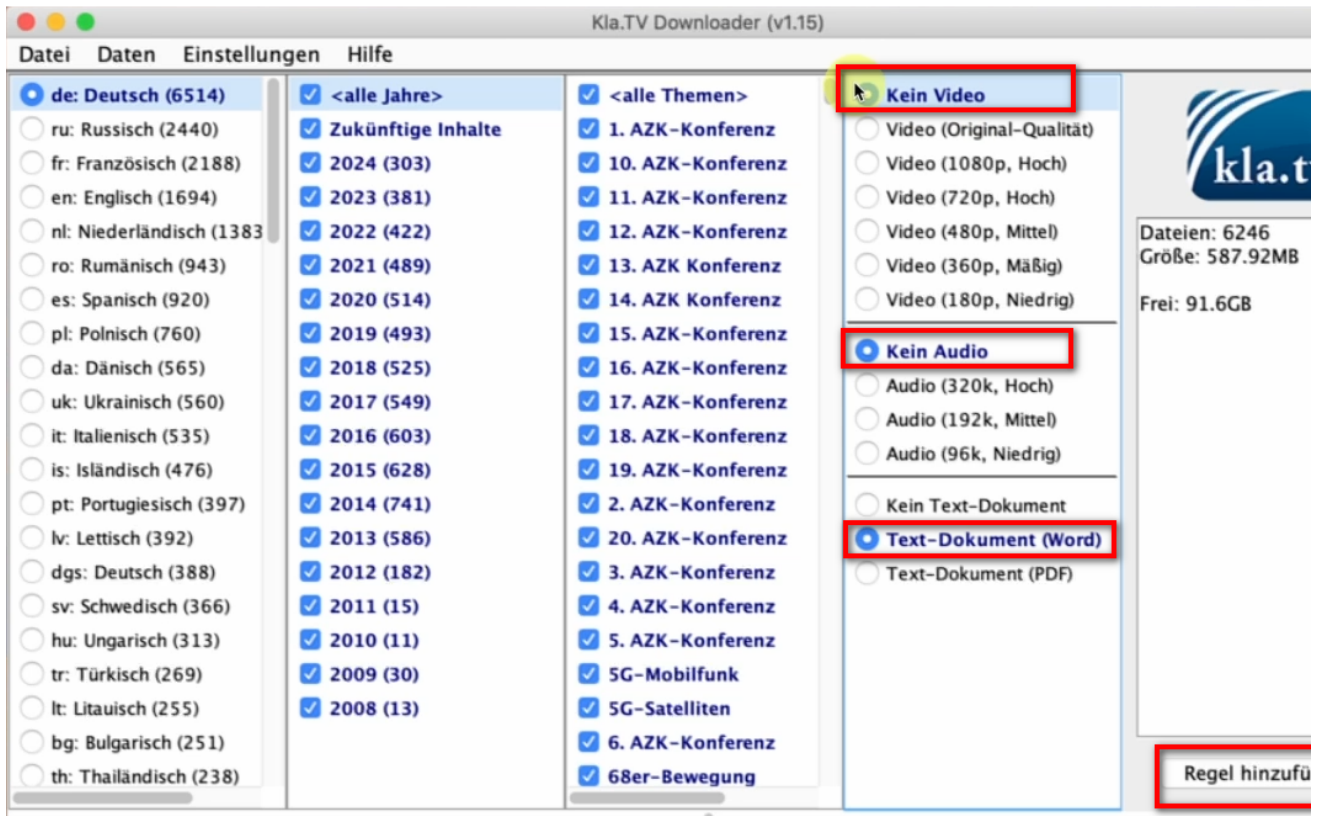 Kla.TV Downloader (v1.15)
Datei Daten Einstellungen Hilfe
de: Deutsch (6514)
ru: Russisch (2440)
fr: Französisch (2188)
en: Englisch (1694)
nl: Niederländisch (1383
ro: Rumänisch (943)
es: Spanisch (920)
pl: Polnisch (760)
da: Dänisch (565)
uk: Ukrainisch (560)
it: Italienisch (535)
is: Isländisch (476)
pt: Portugiesisch (397)
lv: Lettisch (392)
dgs: Deutsch (388)
sv: Schwedisch (366)
hu: Ungarisch (313)
tr: Türkisch (269)
lt: Litauisch (255)
bg: Bulgarisch (251)
th: Thailändisch (238)
<alle Jahre>
Zukünftige Inhalte
2024 (303)
2023 (381)
2022 (422)
2021 (489)
2020 (514)
2019 (493)
2018 (525)
2017 (549)
2016 (603)
2015 (628)
2014 (741)
2013 (586)
2012 (182)
2011 (15)
2010 (11)
2009 (30)
2008 (13)
<alle Themen>
1. AZK-Konferenz
10. AZK-Konferenz
11. AZK-Konferenz
12. AZK-Konferenz
13. AZK Konferenz
14. AZK Konferenz
15. AZK-Konferenz
16. AZK-Konferenz
17. AZK-Konferenz
18. AZK-Konferenz
19. AZK-Konferenz
2. AZK-Konferenz
20. AZK-Konferenz
3. AZK-Konferenz
4. AZK-Konferenz
5. AZK-Konferenz
5G-Mobilfunk
5G-Satelliten
6. AZK-Konferenz
68er-Bewegung
Kein Video
Video (Original-Qualität)
Video (1080p, Hoch)
Video (720p, Hoch)
Video (480p, Mittel)
Video (360p, Mäßig)
Video (180p, Niedrig)
Kein Audio
Audio (320k, Hoch)
Audio (192k, Mittel)
Audio (96k, Niedrig)
Kein Text-Dokument
Text-Dokument (Word)
Text-Dokument (PDF)
kla.t
Dateien: 6246
Größe: 587.92MB
Frei: 91.6GB
Regel hinzufü